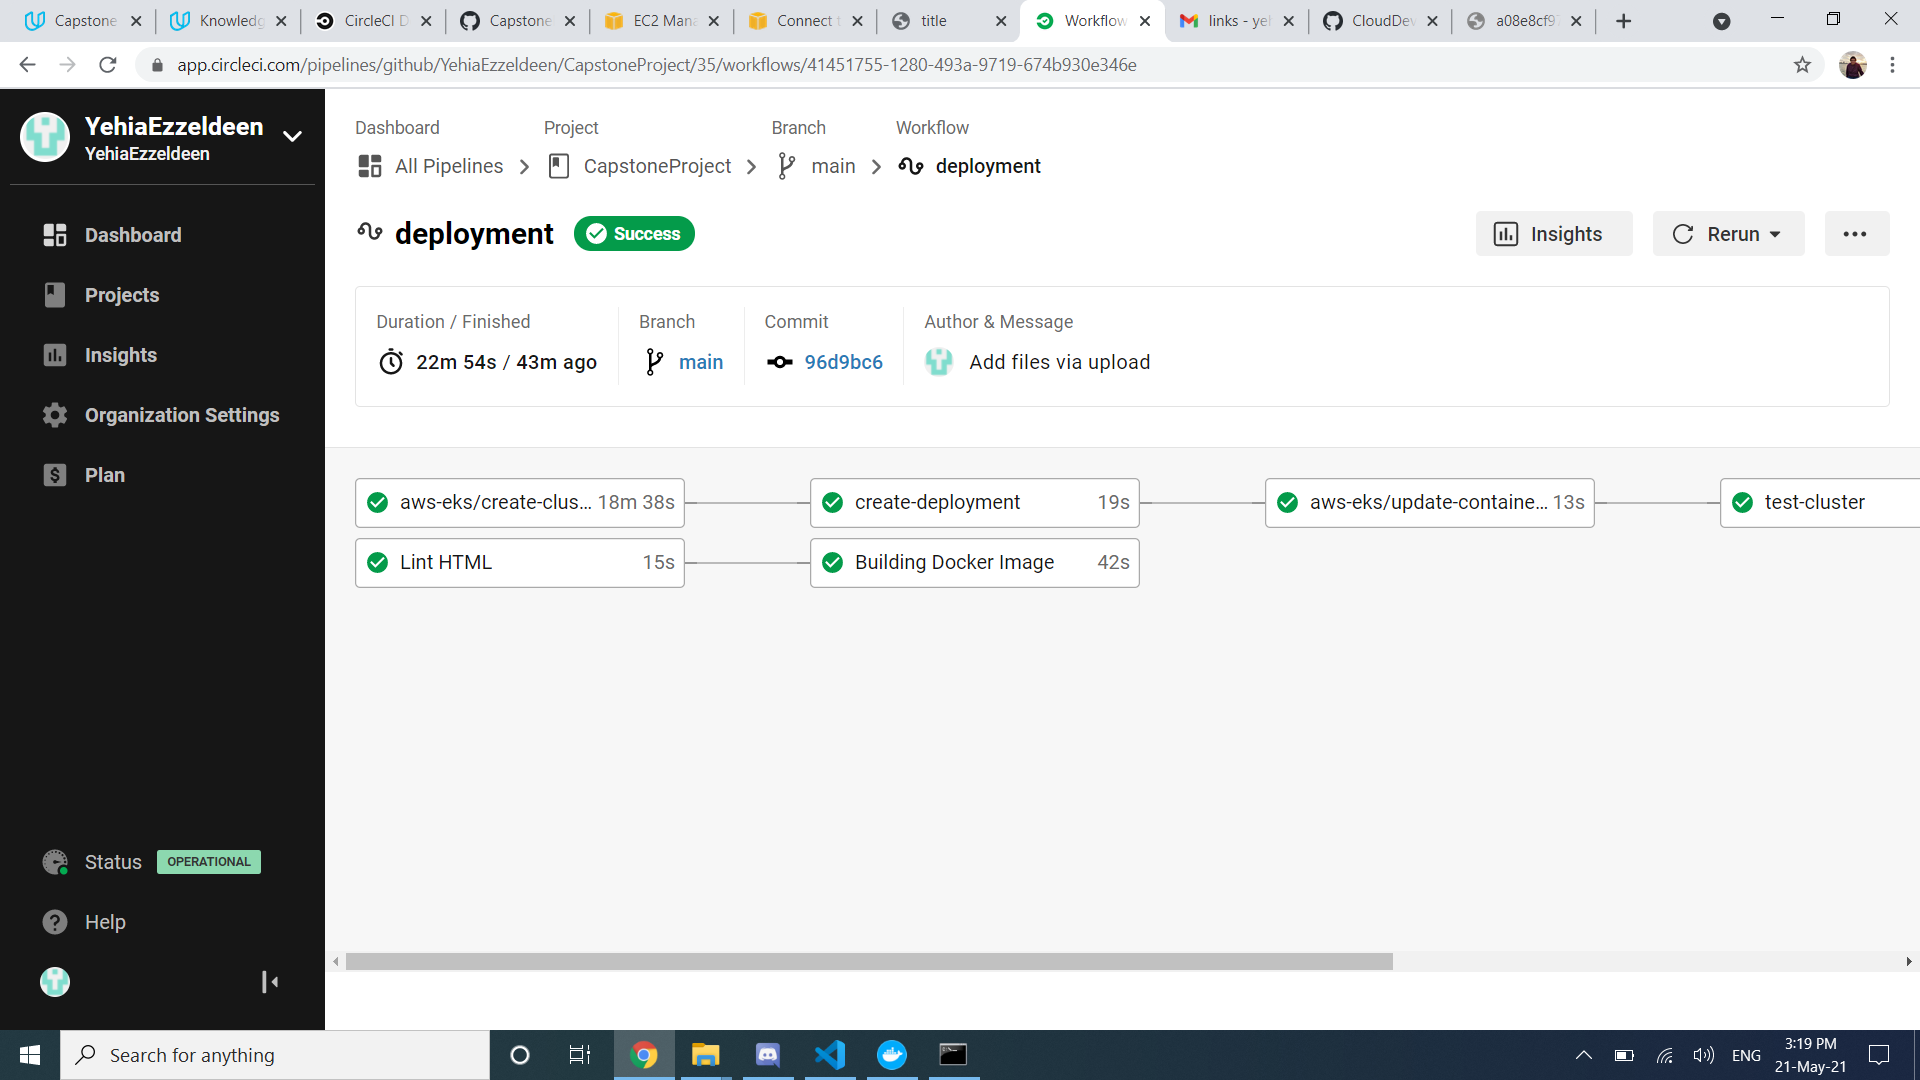 Capstone
Knowledg
CircleCI D
Capstone
EC2 Mana
Connect t
title
Workflow
links - yeh
CloudDev
a08e8cf97
app.circleci.com/pipelines/github/YehiaEzzeldeen/CapstoneProject/35/workflows/41451755-1280-493a-9719-674b930e346e
YehiaEzzeldeen
YehiaEzzeldeen
Dashboard
Projects
Insights
Organization Settings
Plan
Status OPERATIONAL
Help
Dashboard Project Branch Workflow
All Pipelines CapstoneProject main deployment
deployment Success
Insights Rerun
Duration / Finished
22m 54s / 43m ago
Branch
main
Commit
96d9bc6
Author & Message
Add files via upload
aws-eks/create-clus... 18m 38s
create-deployment 19s
aws-eks/update-containe... 13s
test-cluster
Lint HTML 15s
Building Docker Image 42s
Search for anything
ENG
3:19 PM
21-May-21